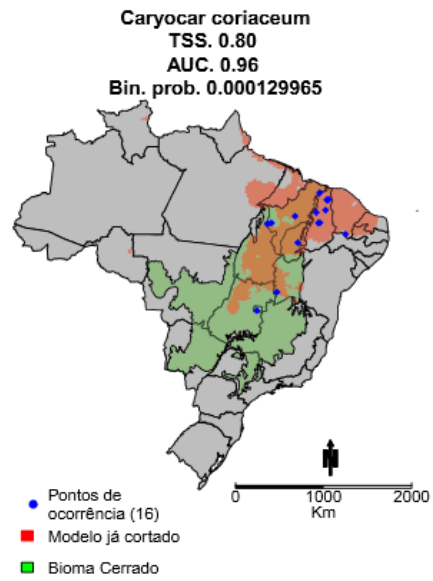 Caryocar coriaceum
TSS. 0.80
AUC. 0.96
Bin. prob. 0.000129965
N
0 1000 2000
Km
Pontos de
ocorrência (16)
Modelo já cortado
Bioma Cerrado